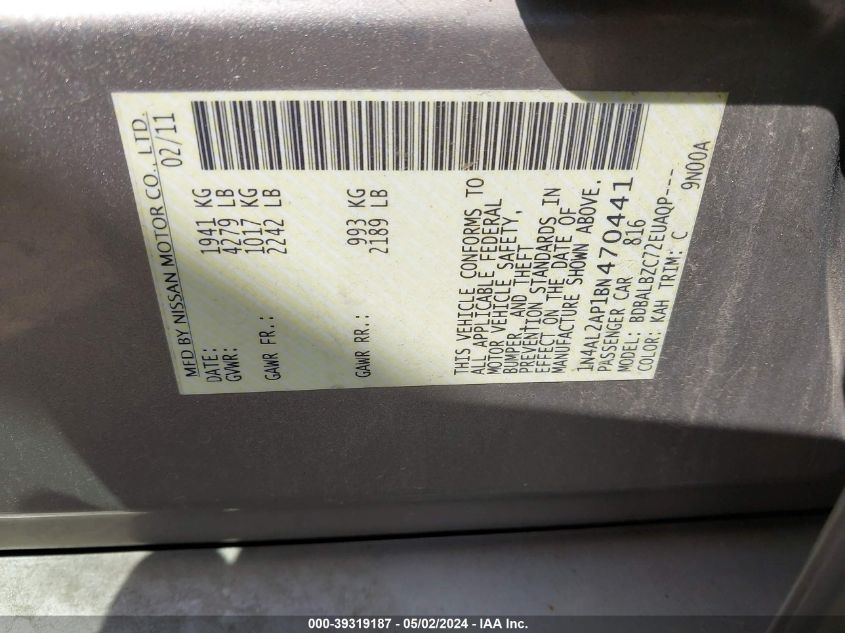 MFD BY NISSAN MOTOR CO., LTD.
DATE: 02/11
GVWR: 1941 KG
4279 LB
GAWR FR.: 1017 KG
2242 LB
GAWR RR.: 993 KG
2189 LB
THIS VEHICLE CONFORMS TO
ALL APPLICABLE FEDERAL
MOTOR VEHICLE SAFETY,
BUMPER, AND THEFT
PREVENTION STANDARDS IN
EFFECT ON THE DATE OF
MANUFACTURE SHOWN ABOVE.
1N4AL2AP1BN470441
PASSENGER CAR 816
MODEL: BDBALBZC72EUAQP---
COLOR: KAH TRIM: C 9N00A
000-39319187 - 05/02/2024 - IAA Inc.